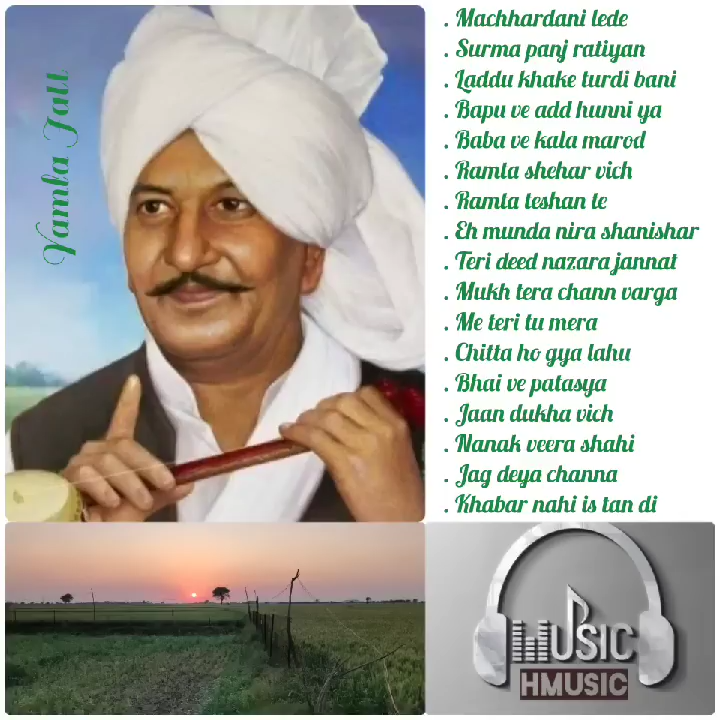 Yamla Jatt
. Machhardani lede
. Surma panj ratiyan
. Laddu khake turdi bani
. Bapu ve add hunni ya
. Baba ve kala marod
. Ramta shehar vich
. Ramta teshan te
. Eh munda nira shanishar
. Teri deed nazara jannat
. Mukh tera chann varga
. Me teri tu mera
. Chitta ho gya lahu
. Bhai ve patasya
. Jaan dukha vich
. Nanak veera shahi
. Jag deya channa
. Khabar nahi is tan di
MUSIC
HMUSIC